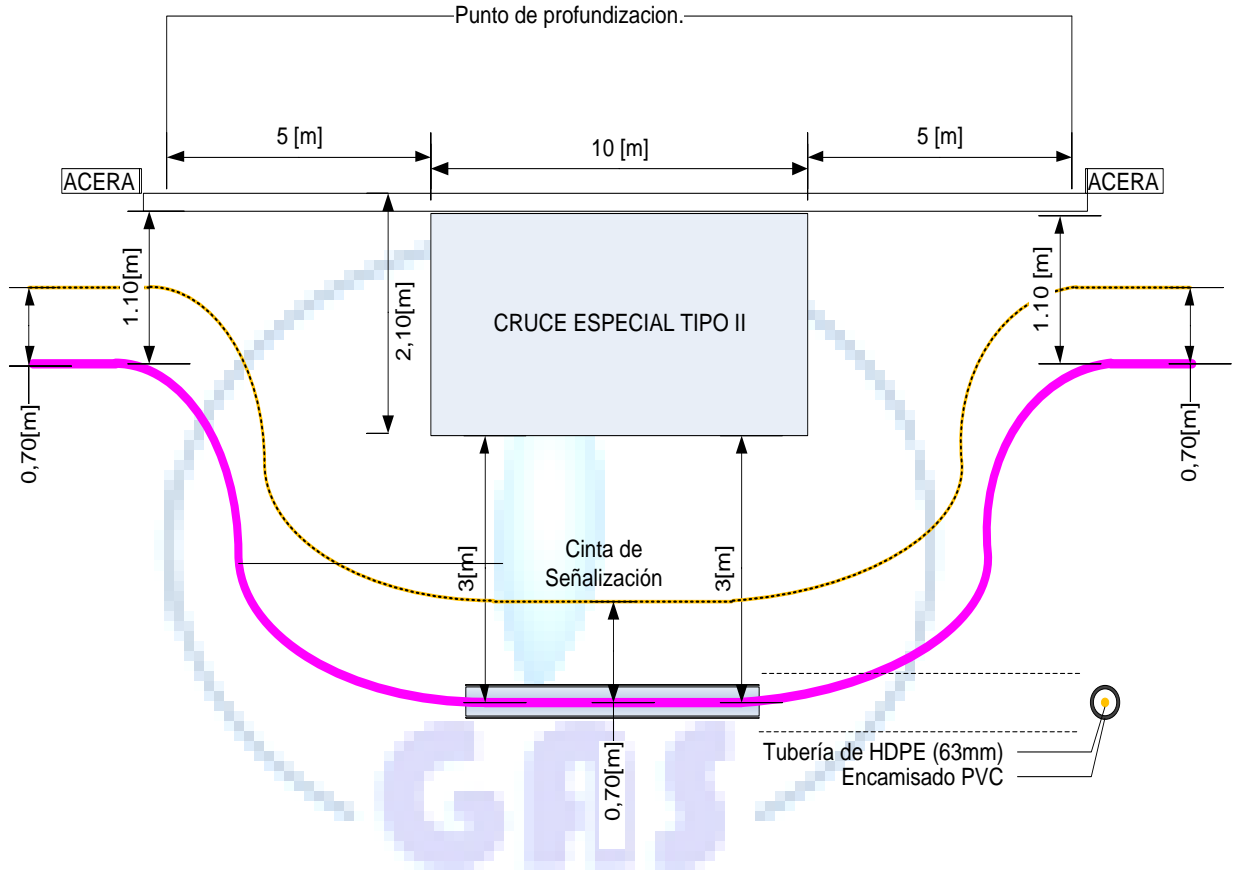 Punto de profundizacion.
5 [m]
10 [m]
5 [m]
ACERA
ACERA
1.10[m]
2,10[m]
1.10 [m]
CRUCE ESPECIAL TIPO II
0,70[m]
0,70[m]
3[m]
Cinta de
Señalización
3[m]
0,70[m]
Tubería de HDPE (63mm)
Encamisado PVC
GAS